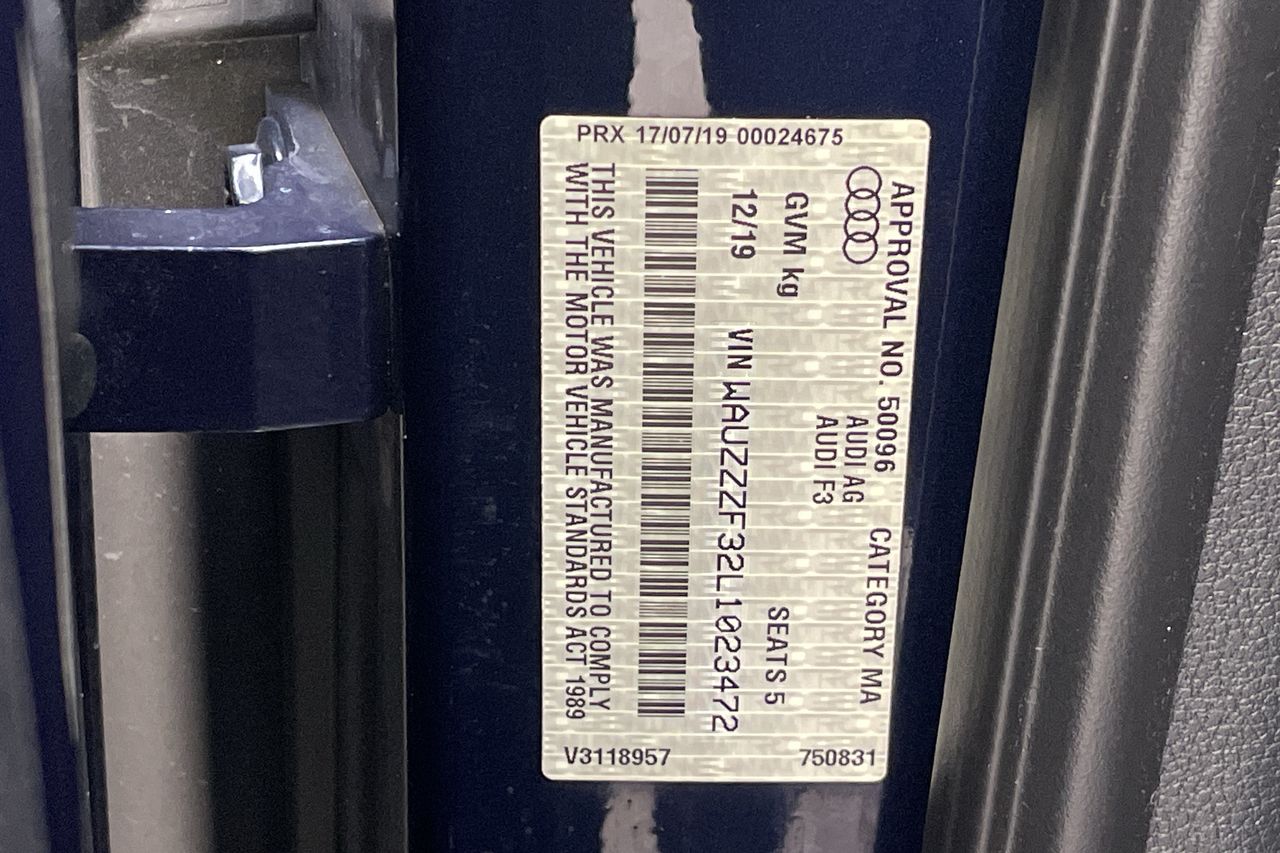 PRX 17/07/19 00024675
APPROVAL NO. 50096 CATEGORY MA
AUDI AG
AUDI F3
GVM kg SEATS 5
12/19 VIN WAUZZZF32L1023472
THIS VEHICLE WAS MANUFACTURED TO COMPLY
WITH THE MOTOR VEHICLE STANDARDS ACT 1989
V3118957 750831